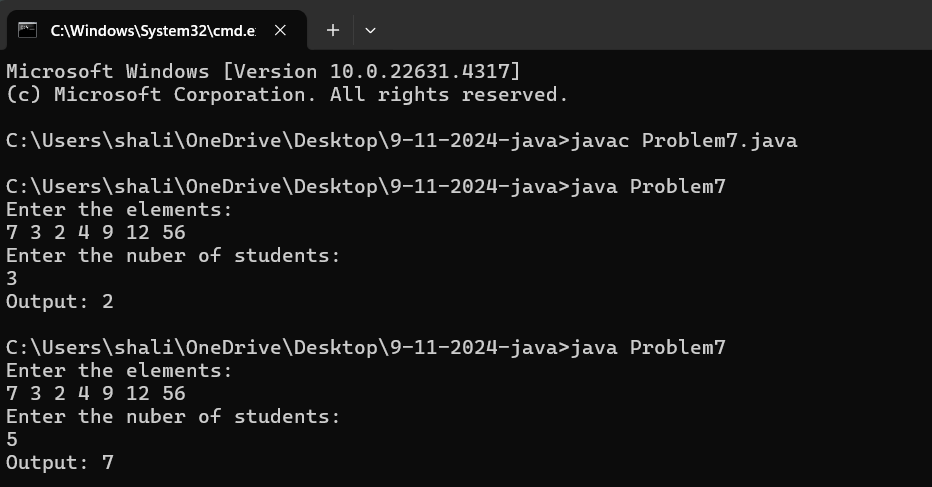 C:\Windows\System32\cmd.e
Microsoft Windows [Version 10.0.22631.4317]
(c) Microsoft Corporation. All rights reserved.
C:\Users\shali\OneDrive\Desktop\9-11-2024-java>javac Problem7.java
C:\Users\shali\OneDrive\Desktop\9-11-2024-java>java Problem7
Enter the elements:
7 3 2 4 9 12 56
Enter the nuber of students:
3
Output: 2
C:\Users\shali\OneDrive\Desktop\9-11-2024-java>java Problem7
Enter the elements:
7 3 2 4 9 12 56
Enter the nuber of students:
5
Output: 7